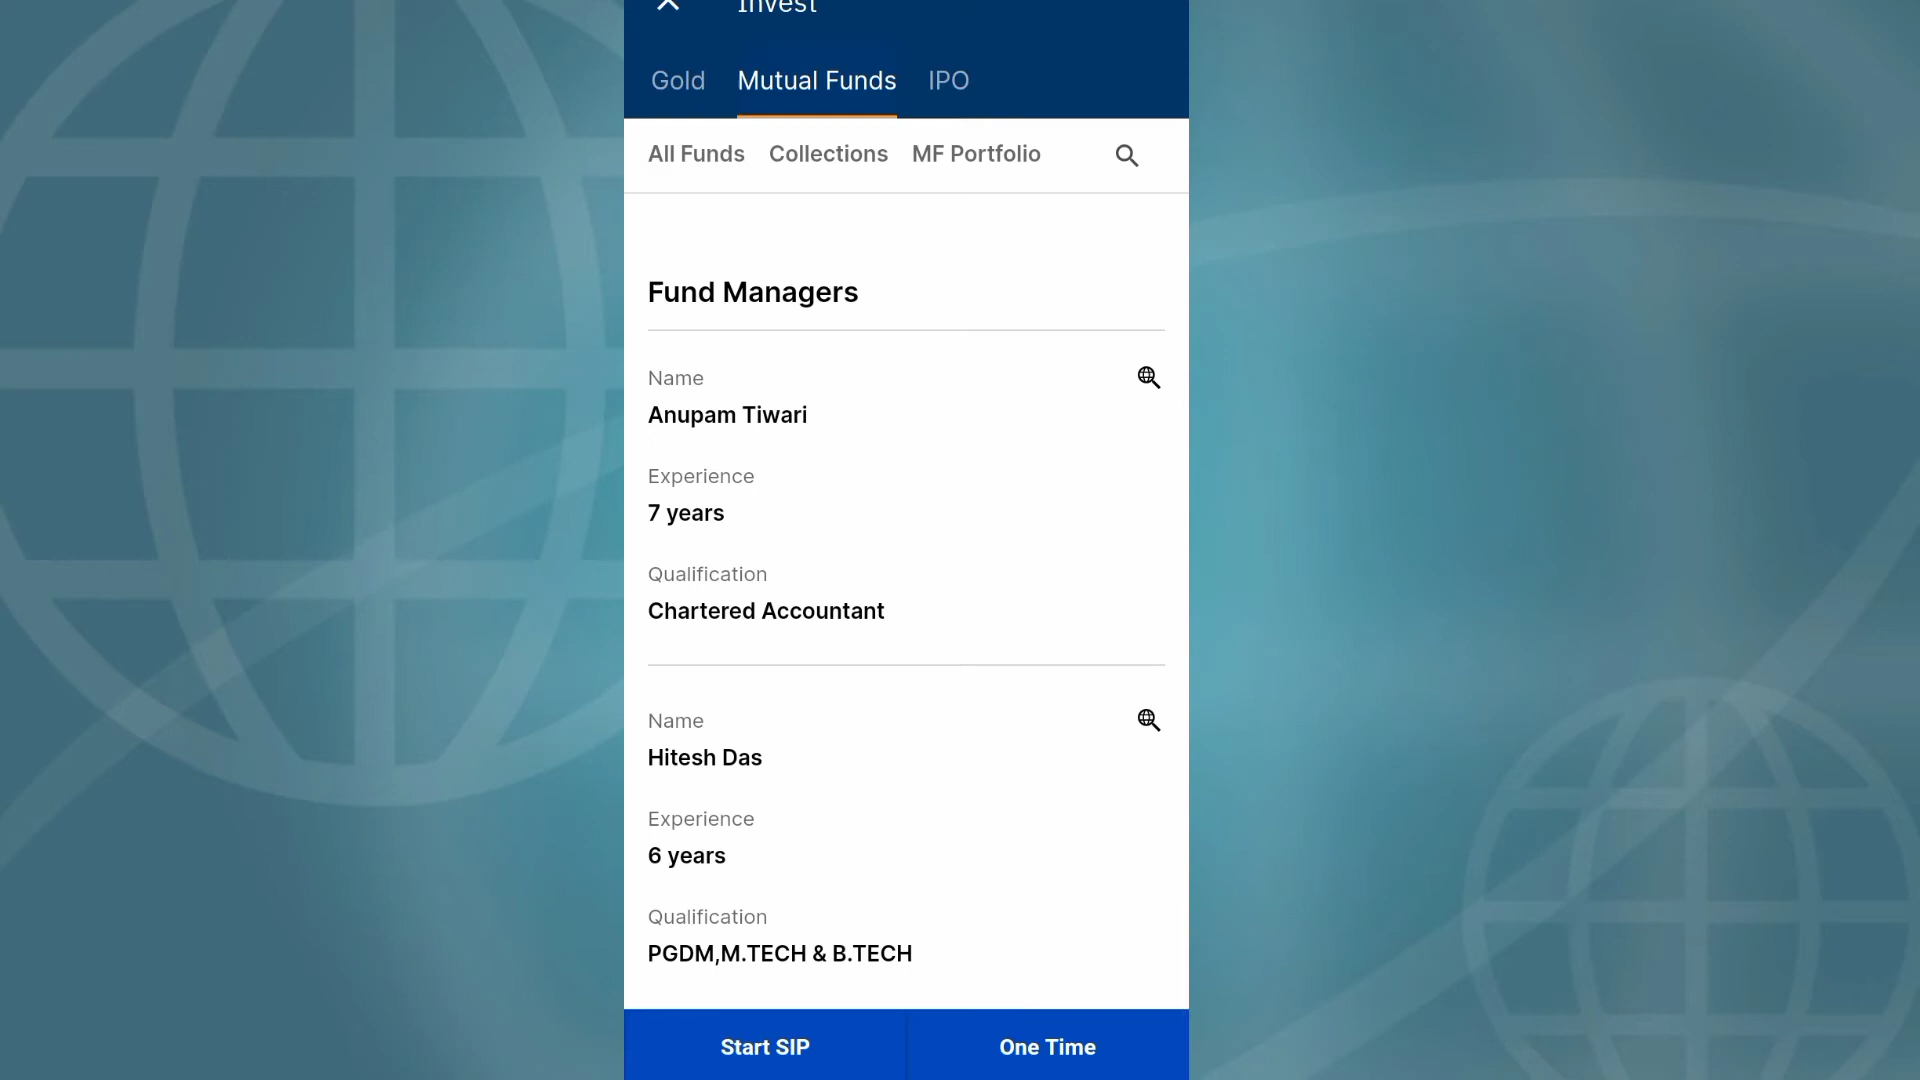 Invest
Gold Mutual Funds IPO
All Funds Collections MF Portfolio
Fund Managers
Name
Anupam Tiwari
Experience
7 years
Qualification
Chartered Accountant
Name
Hitesh Das
Experience
6 years
Qualification
PGDM,M.TECH & B.TECH
Start SIP One Time